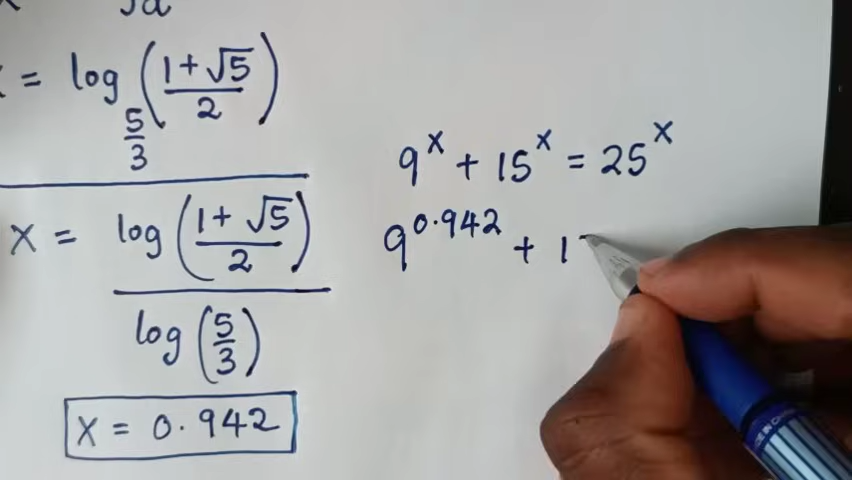 x = log_{5/3} ((1 + √5)/2)
x = log((1 + √5)/2) / log(5/3)
x = 0.942
9^x + 15^x = 25^x
9^0.942 + 1